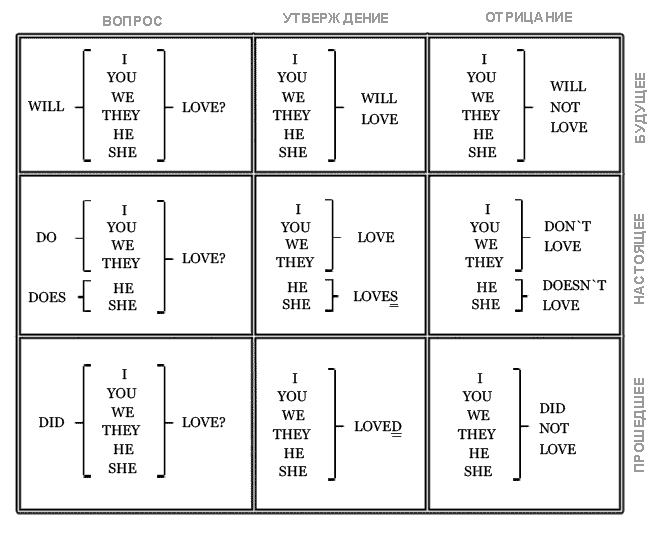 ВОПРОС УТВЕРЖДЕНИЕ ОТРИЦАНИЕ
БУДУЩЕЕ
WILL
I
YOU
WE
THEY
HE
SHE
LOVE?
I
YOU
WE
THEY
HE
SHE
WILL
LOVE
I
YOU
WE
THEY
HE
SHE
WILL
NOT
LOVE
НАСТОЯЩЕЕ
DO
I
YOU
WE
THEY
DOES
HE
SHE
LOVE?
I
YOU
WE
THEY
LOVE
HE
SHE
LOVES
I
YOU
WE
THEY
DON`T
LOVE
HE
SHE
DOESN`T
LOVE
ПРОШЕДШЕЕ
DID
I
YOU
WE
THEY
HE
SHE
LOVE?
I
YOU
WE
THEY
HE
SHE
LOVED
I
YOU
WE
THEY
HE
SHE
DID
NOT
LOVE